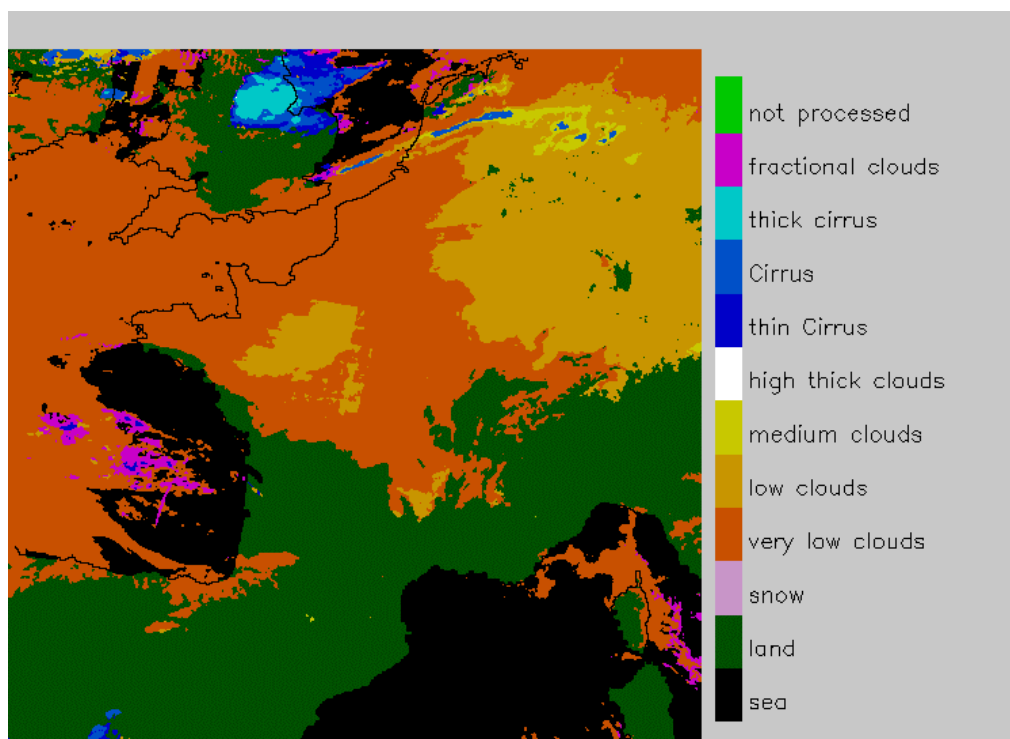 not processed
fractional clouds
thick cirrus
Cirrus
thin Cirrus
high thick clouds
medium clouds
low clouds
very low clouds
snow
land
sea